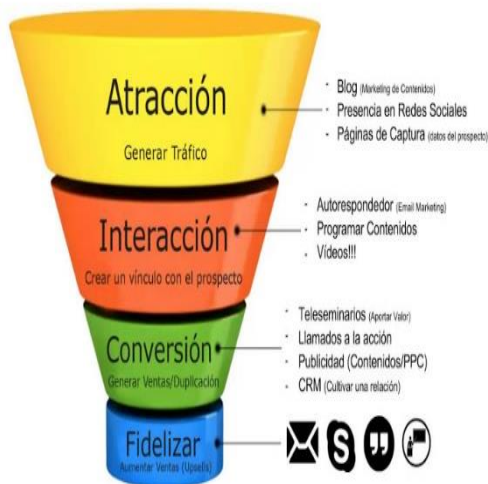 Atracción
Generar Tráfico
- Blog (Marketing de Contenidos)
- Presencia en Redes Sociales
- Páginas de Captura (datos del prospecto)
Interacción
Crear un vínculo con el prospecto
- Autorespondedor (Email Marketing)
- Programar Contenidos
- Vídeos!!!
Conversión
Generar Ventas/Duplicación
- Teleseminarios (Aportar Valor)
- Llamados a la acción
- Publicidad (Contenidos/PPC)
- CRM (Cultivar una relación)
Fidelizar
Aumentar Ventas (Upsells)